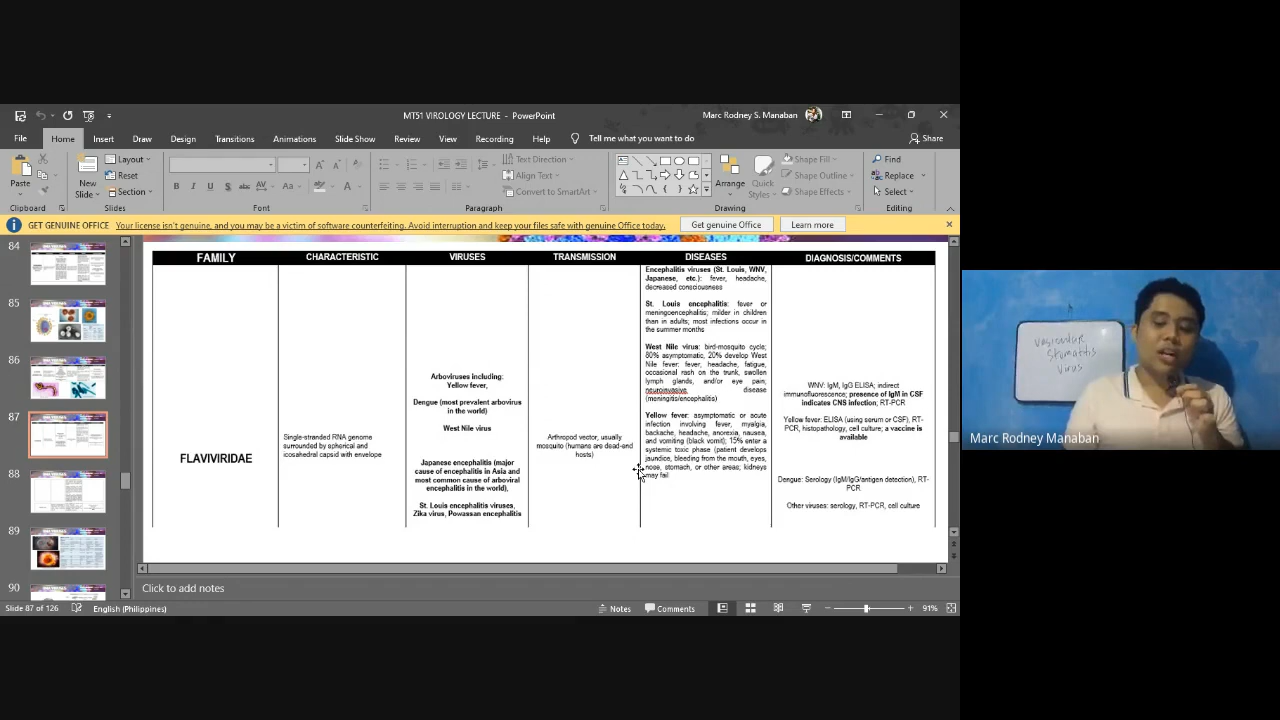 MT51 VIROLOGY LECTURE - PowerPoint
Marc Rodney S. Manaban
File Home Insert Draw Design Transitions Animations Slide Show Review View Recording Help Tell me what you want to do Share
Paste
Clipboard
New Slide
Layout
Reset
Section
Slides
Font
Text Direction
Align Text
Convert to SmartArt
Paragraph
Arrange
Quick Styles
Shape Fill
Shape Outline
Shape Effects
Drawing
Find
Replace
Select
Editing
GET GENUINE OFFICE Your license isn't genuine, and you may be a victim of software counterfeiting. Avoid interruption and keep your files safe with genuine Office today. Get genuine Office Learn more
84
85
86
87
88
89
90
FAMILY CHARACTERISTIC VIRUSES TRANSMISSION DISEASES DIAGNOSIS/COMMENTS
FLAVIVIRIDAE
Single-stranded RNA genome
surrounded by spherical and
icosahedral capsid with envelope
Arboviruses including:
Yellow fever,
Dengue (most prevalent arbovirus
in the world)
West Nile virus
Japanese encephalitis (major
cause of encephalitis in Asia and
most common cause of arboviral
encephalitis in the world),
St. Louis encephalitis viruses,
Zika virus, Powassan encephalitis
Arthropod vector, usually
mosquito (humans are dead-end
hosts)
Encephalitis viruses (St. Louis, WNV,
Japanese, etc.): fever, headache,
decreased consciousness
St. Louis encephalitis: fever or
meningoencephalitis; milder in children
than in adults; most infections occur in
the summer months
West Nile virus: bird-mosquito cycle;
80% asymptomatic, 20% develop West
Nile fever: fever, headache, fatigue,
occasional rash on the trunk, swollen
lymph glands, and/or eye pain;
neuroinvasive disease
(meningitis/encephalitis)
Yellow fever: asymptomatic or acute
infection involving fever, myalgia,
backache, headache, anorexia, nausea,
and vomiting (black vomit); 15% enter a
systemic toxic phase (patient develops
jaundice, bleeding from the mouth, eyes,
nose, stomach, or other areas; kidneys
may fail
WNV: IgM, IgG ELISA; indirect
immunofluorescence; presence of IgM in CSF
indicates CNS infection; RT-PCR
Yellow fever: ELISA (using serum or CSF), RT-
PCR, histopathology, cell culture; a vaccine is
available
Dengue: Serology (IgM/IgG/antigen detection), RT-
PCR
Other viruses: serology, RT-PCR, cell culture
Click to add notes
Slide 87 of 126 English (Philippines) Notes Comments 91%
Vesicular
Stomatitis
Virus
Marc Rodney Manaban